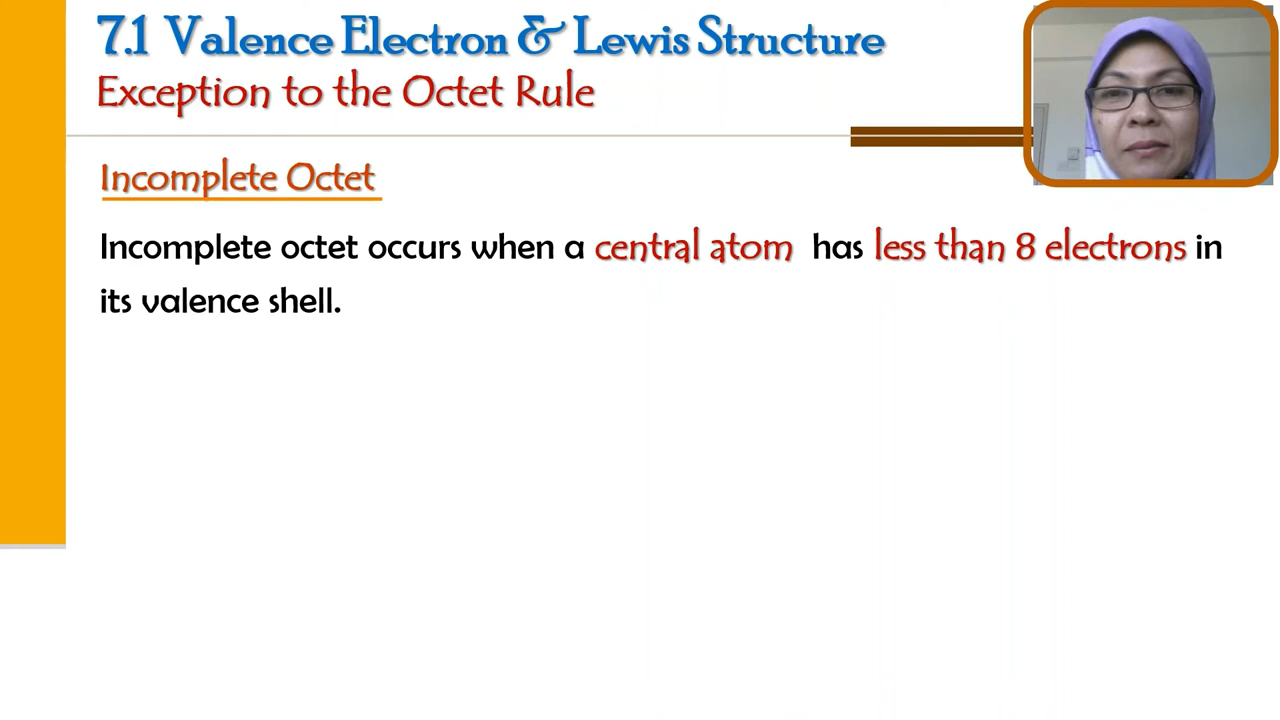 7.1 Valence Electron & Lewis Structure
Exception to the Octet Rule
Incomplete Octet
Incomplete octet occurs when a central atom has less than 8 electrons in
its valence shell.